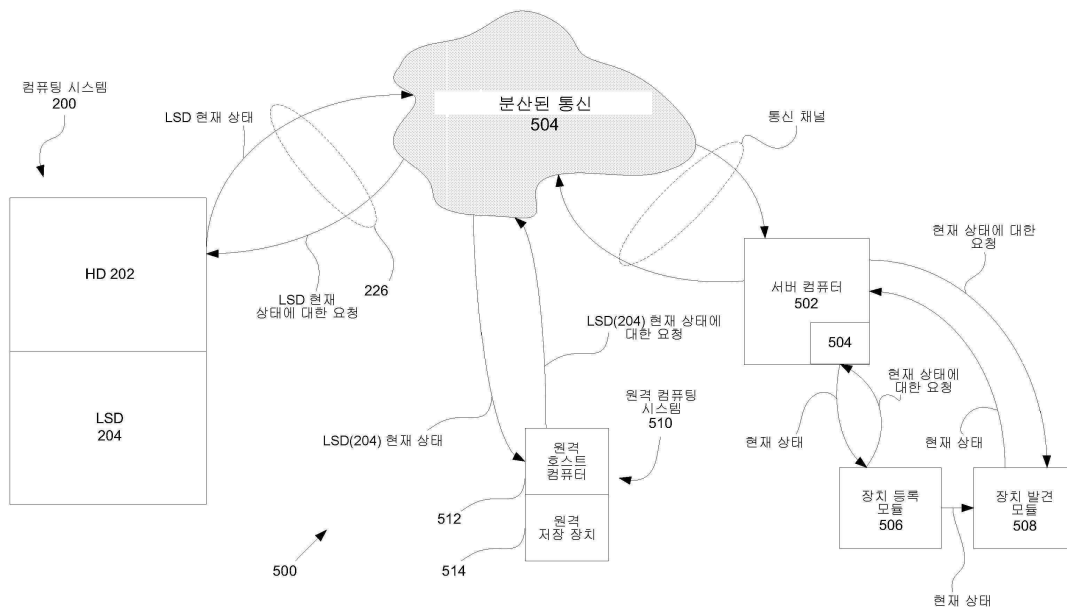 컴퓨팅 시스템
200
LSD 현재 상태
분산된 통신
504
통신 채널
HD 202
LSD
204
LSD 현재
상태에 대한 요청
226
LSD(204) 현재 상태에
대한 요청
LSD(204) 현재 상태
원격 컴퓨팅
시스템
510
원격
호스트
컴퓨터
원격
저장 장치
512
514
500
서버 컴퓨터
502
504
현재 상태에 대한
요청
현재 상태에
대한 요청
현재 상태
현재 상태
장치 등록
모듈
506
장치 발견
모듈
508
현재 상태